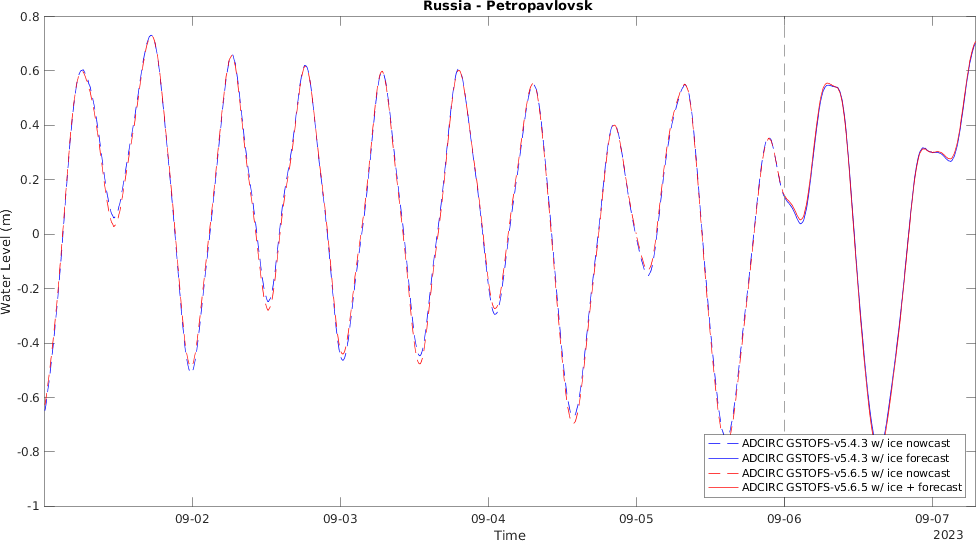 Russia - Petropavlovsk
0.8
0.6
0.4
0.2
0
-0.2
-0.4
-0.6
-0.8
-1
Water Level (m)
ADCIRC GSTOFS-v5.4.3 w/ ice nowcast
ADCIRC GSTOFS-v5.4.3 w/ ice forecast
ADCIRC GSTOFS-v5.6.5 w/ ice nowcast
ADCIRC GSTOFS-v5.6.5 w/ ice + forecast
09-02 09-03 09-04 09-05 09-06 09-07
Time
2023